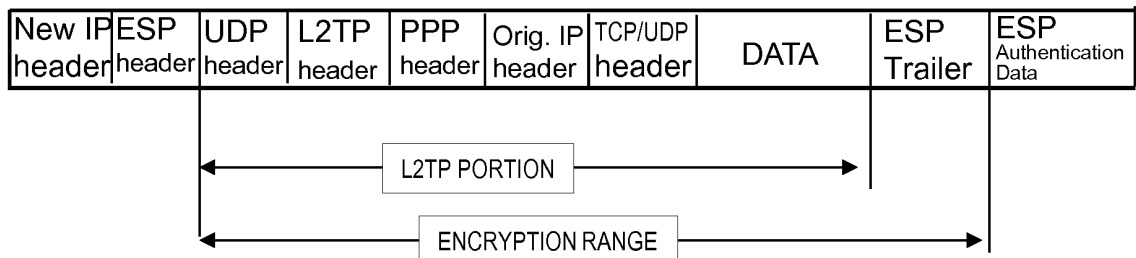 New IP
header
ESP
header
UDP
header
L2TP
header
PPP
header
Orig. IP
header
TCP/UDP
header
DATA
ESP
Trailer
ESP
Authentication
Data
L2TP PORTION
ENCRYPTION RANGE